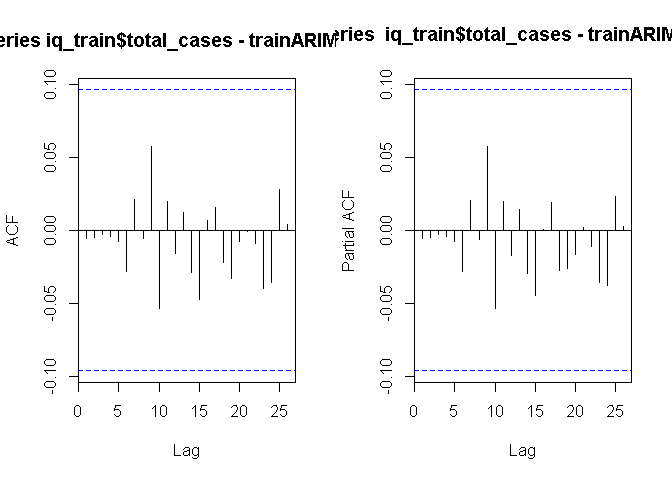 eries iq_train$total_cases - trainARIM
eries iq_train$total_cases - trainARIM
ACF
0.10
0.05
0.00
-0.05
-0.10
0 5 10 15 20 25
Lag
Partial ACF
0.10
0.05
0.00
-0.05
-0.10
0 5 10 15 20 25
Lag